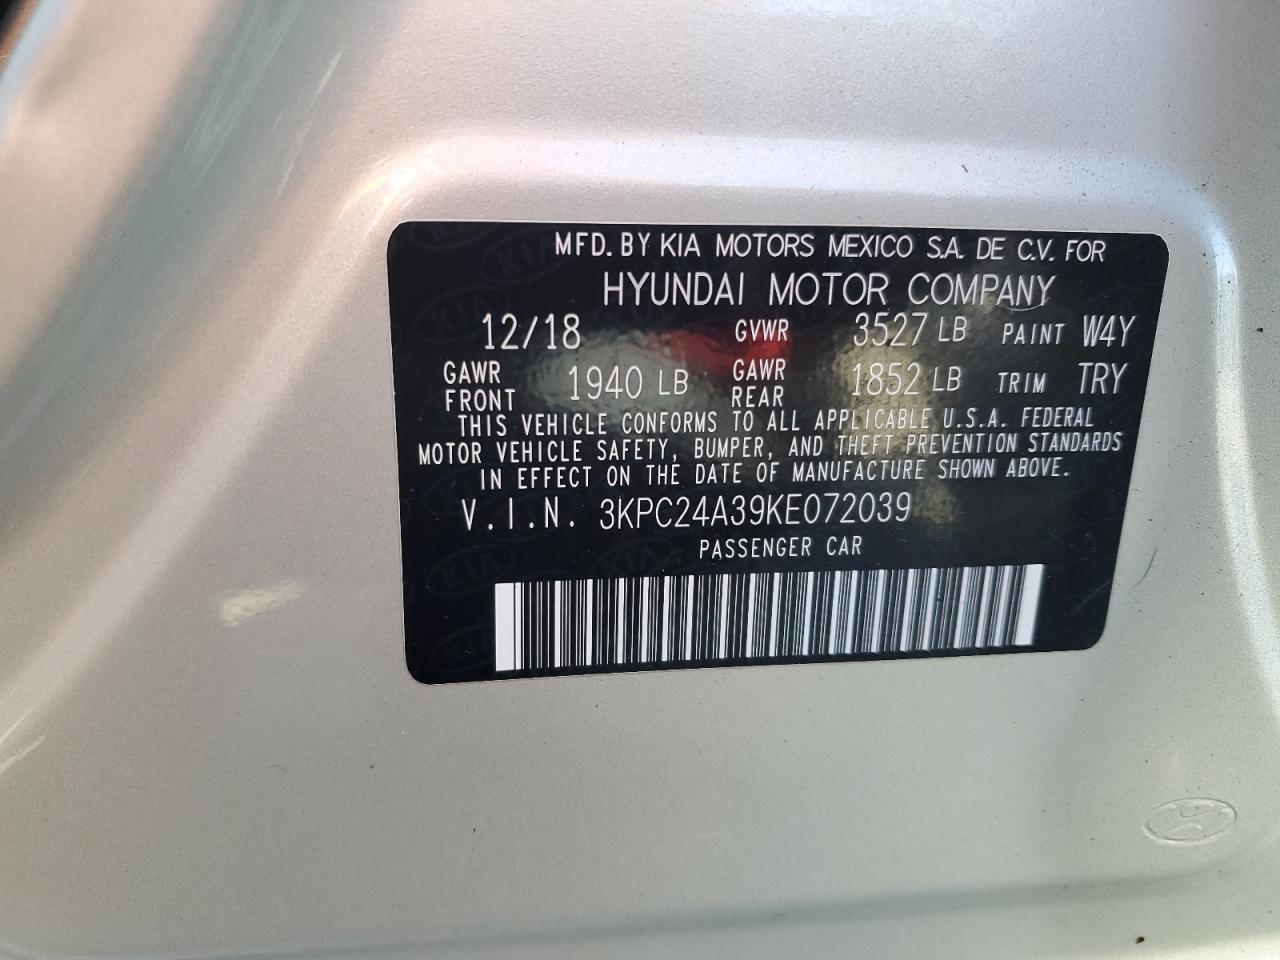 MFD. BY KIA MOTORS MEXICO S.A. DE C.V. FOR
HYUNDAI MOTOR COMPANY
12/18 GVWR 3527 LB PAINT W4Y
GAWR FRONT 1940 LB GAWR REAR 1852 LB TRIM TRY
THIS VEHICLE CONFORMS TO ALL APPLICABLE U.S.A. FEDERAL
MOTOR VEHICLE SAFETY, BUMPER, AND THEFT PREVENTION STANDARDS
IN EFFECT ON THE DATE OF MANUFACTURE SHOWN ABOVE.
V.I.N. 3KPC24A39KE072039
PASSENGER CAR